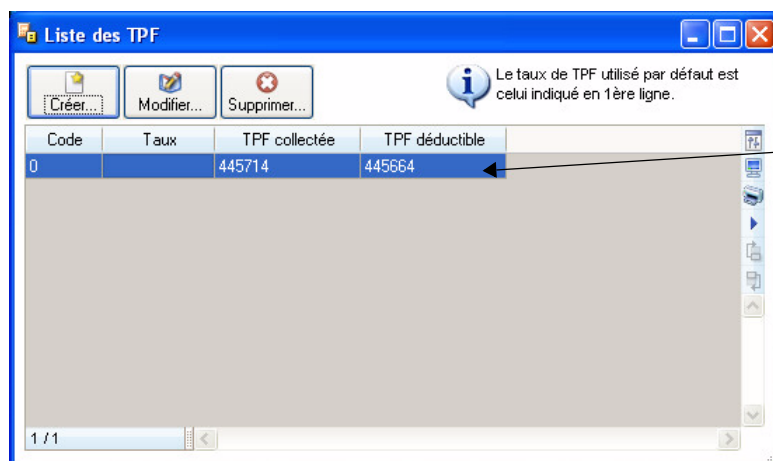 Liste des TPF
Créer... Modifier... Supprimer...
Le taux de TPF utilisé par défaut est
celui indiqué en 1ère ligne.
Code Taux TPF collectée TPF déductible
0 445714 445664
1 / 1